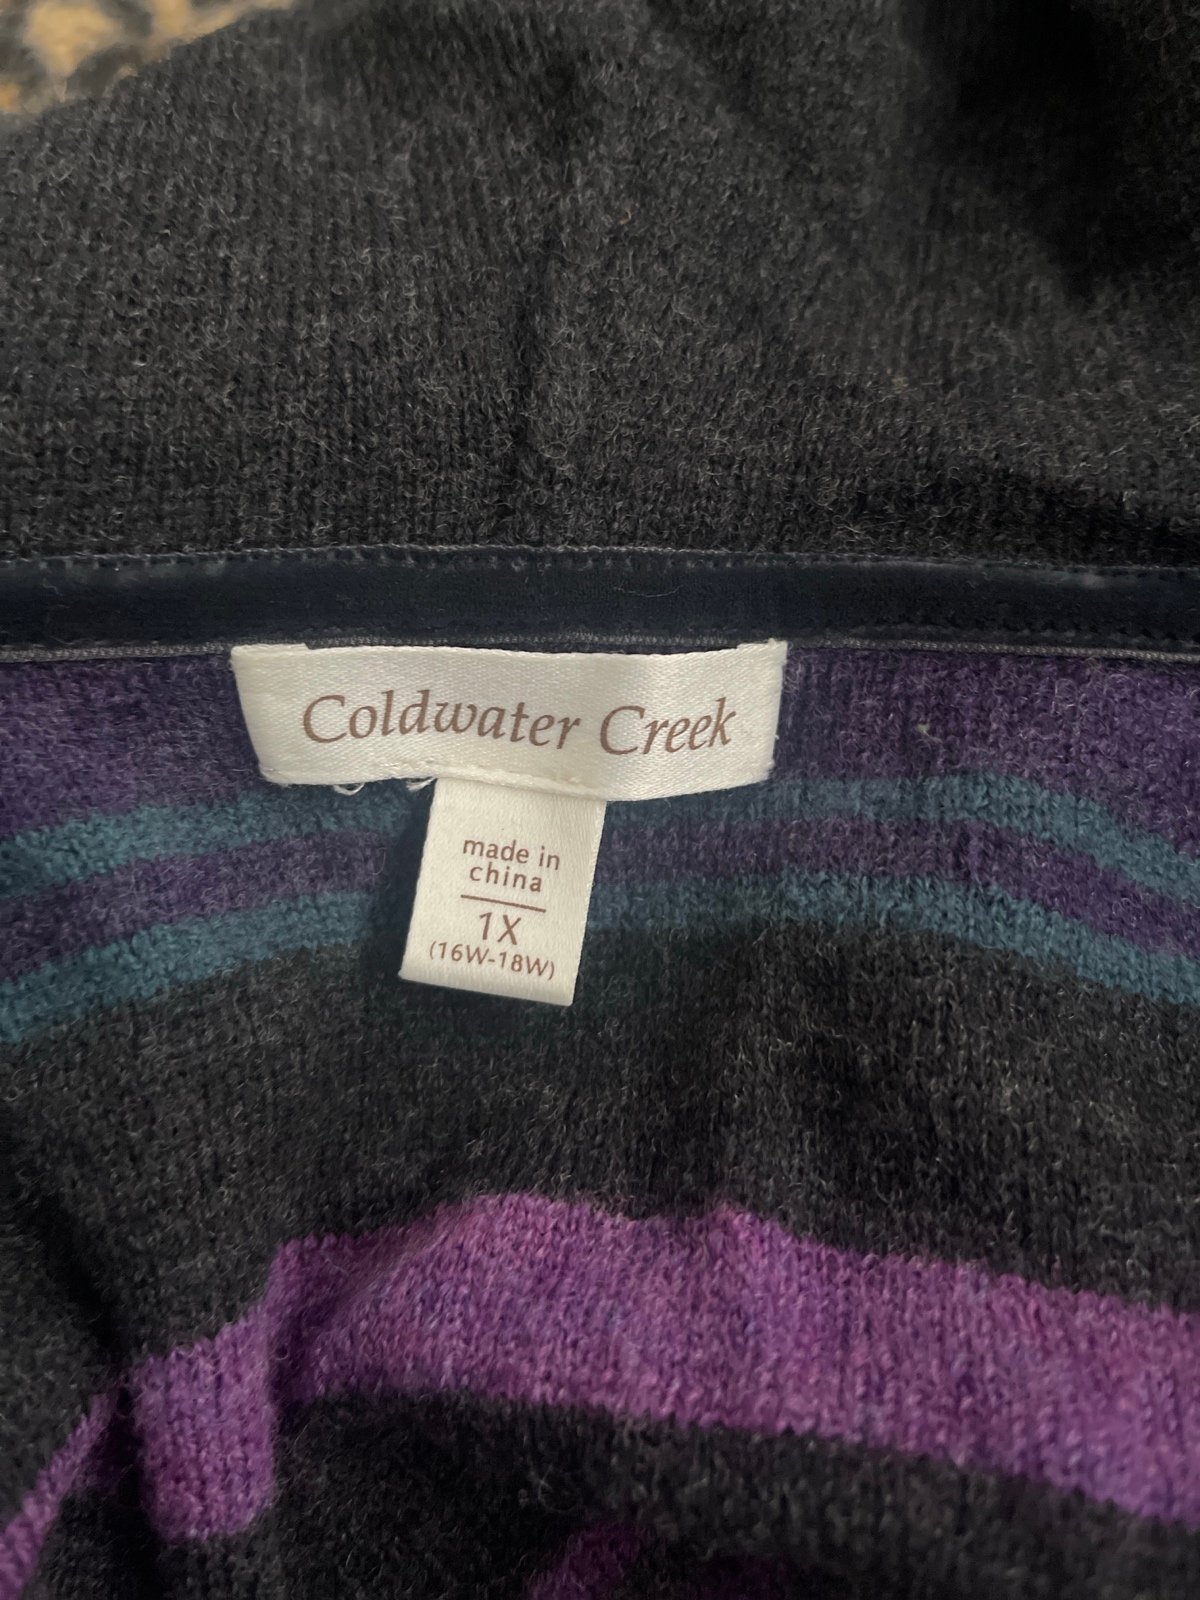 Coldwater Creek
made in
china
1X
(16W-18W)